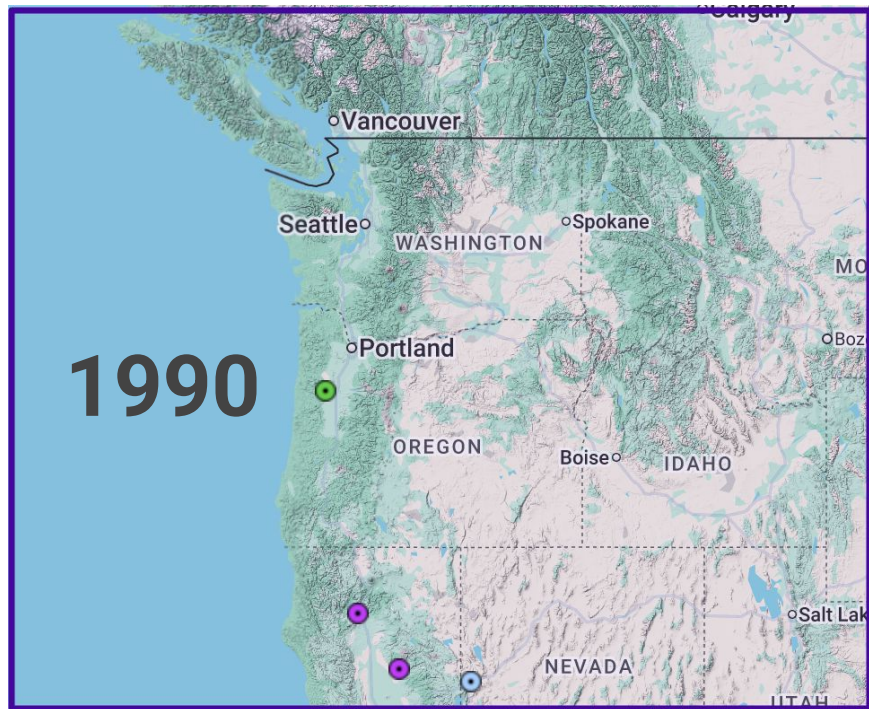 Calgary
Vancouver
Seattle
Spokane
WASHINGTON
MO
Portland
Boz
1990
OREGON
Boise
IDAHO
Salt Lak
NEVADA
UTAH